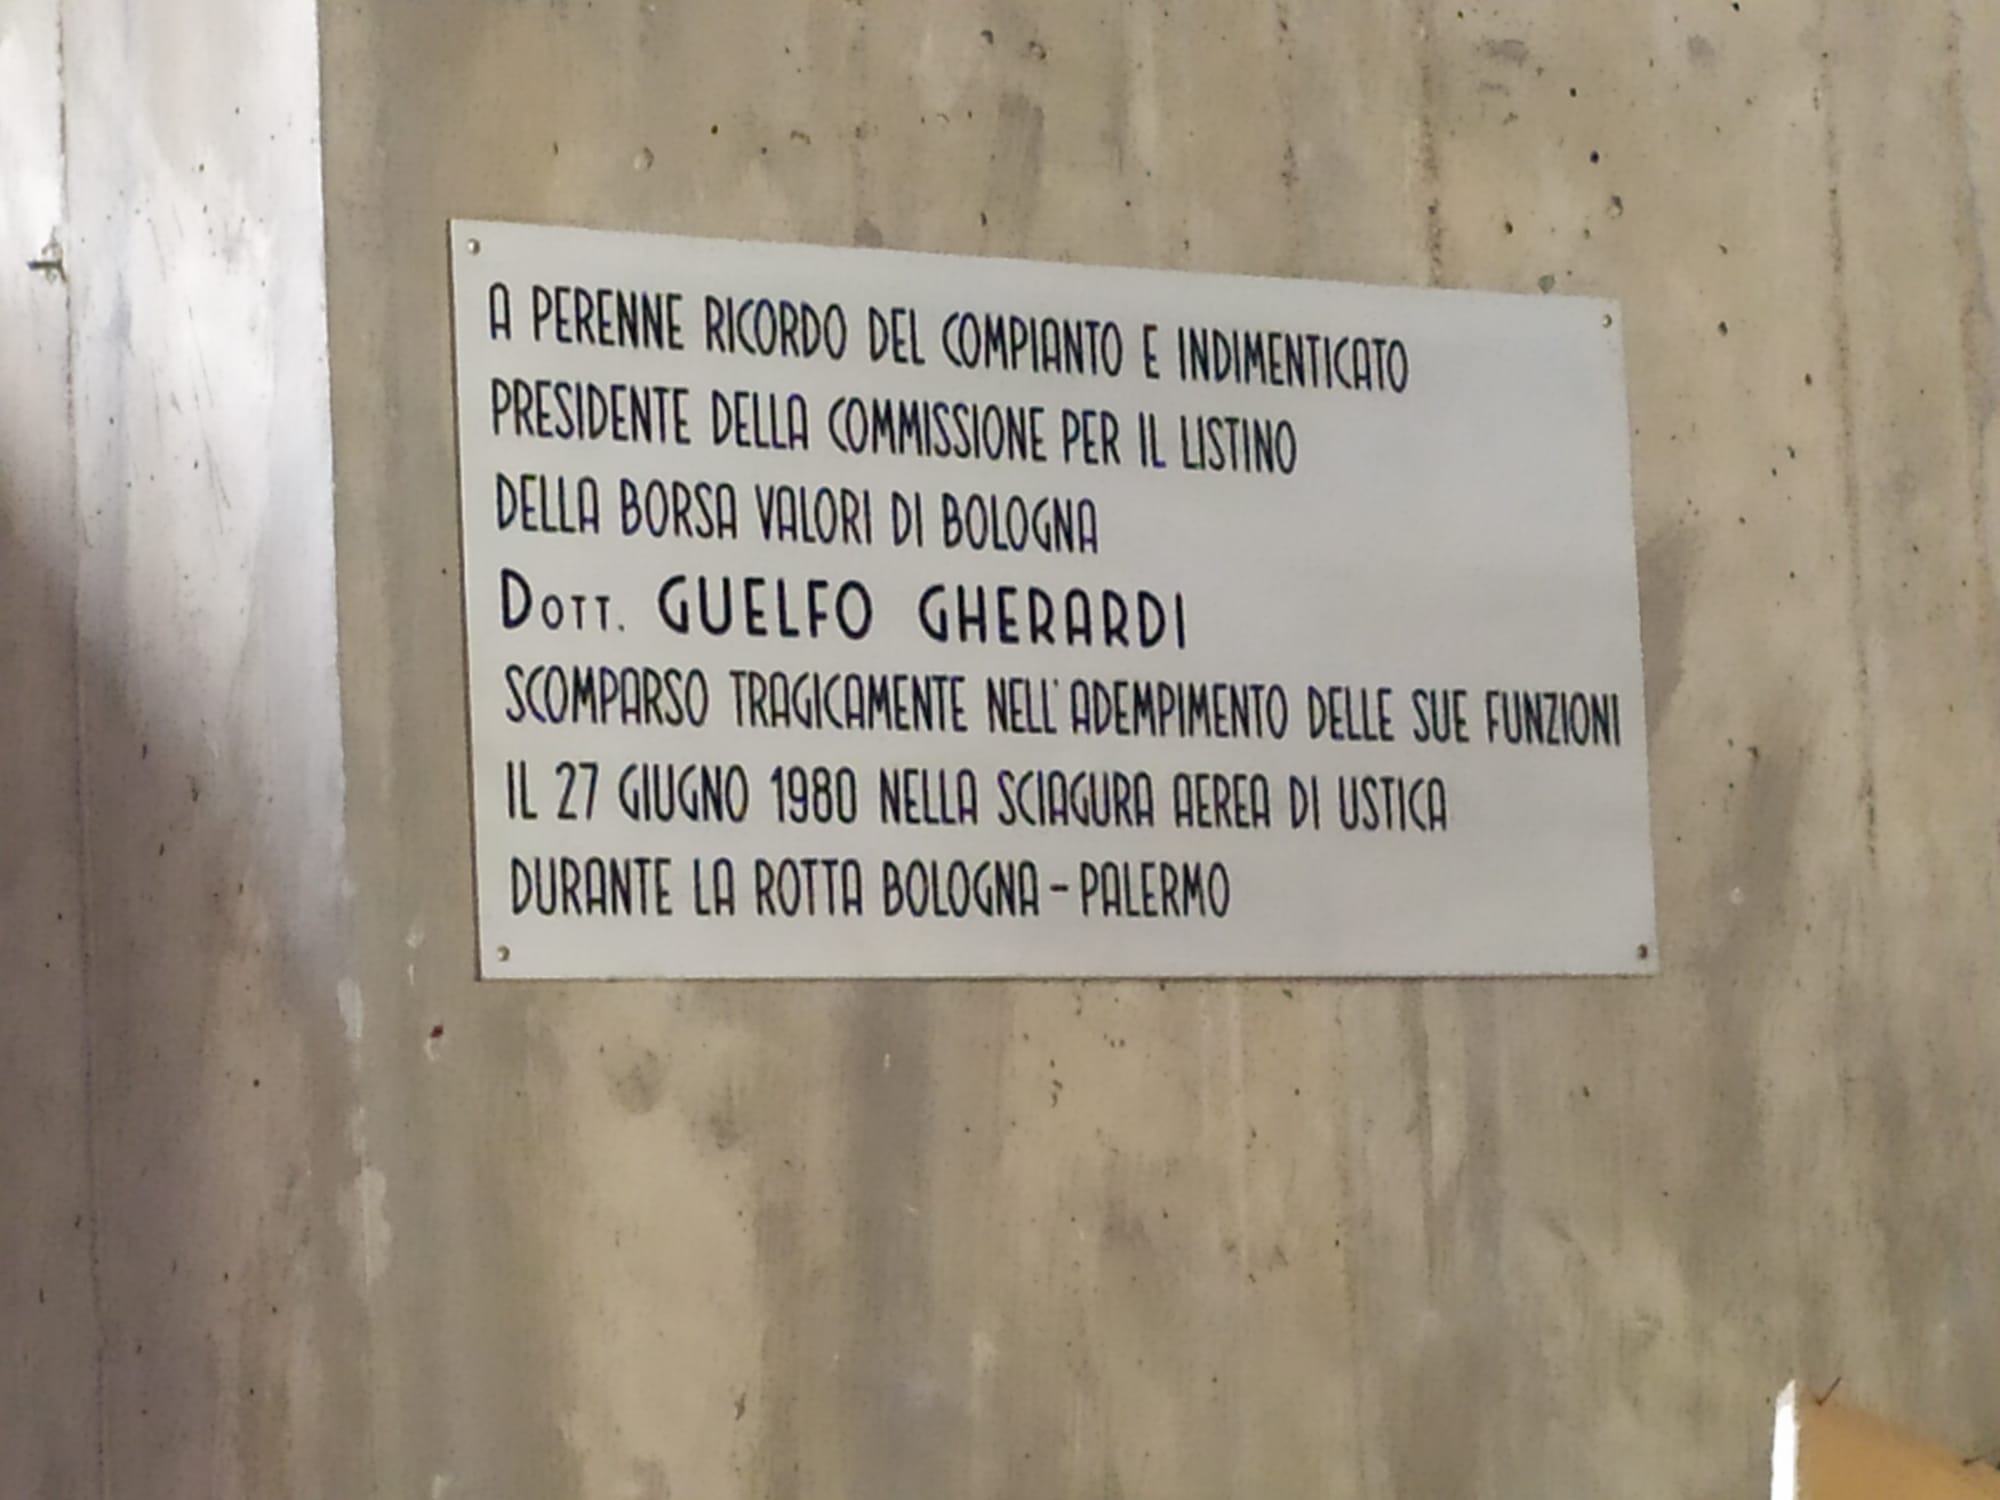 A PERENNE RICORDO DEL COMPIANTO E INDIMENTICATO
PRESIDENTE DELLA COMMISSIONE PER IL LISTINO
DELLA BORSA VALORI DI BOLOGNA
DOTT. GUELFO GHERARDI
SCOMPARSO TRAGICAMENTE NELL'ADEMPIMENTO DELLE SUE FUNZIONI
IL 27 GIUGNO 1980 NELLA SCIAGURA AEREA DI USTICA
DURANTE LA ROTTA BOLOGNA - PALERMO